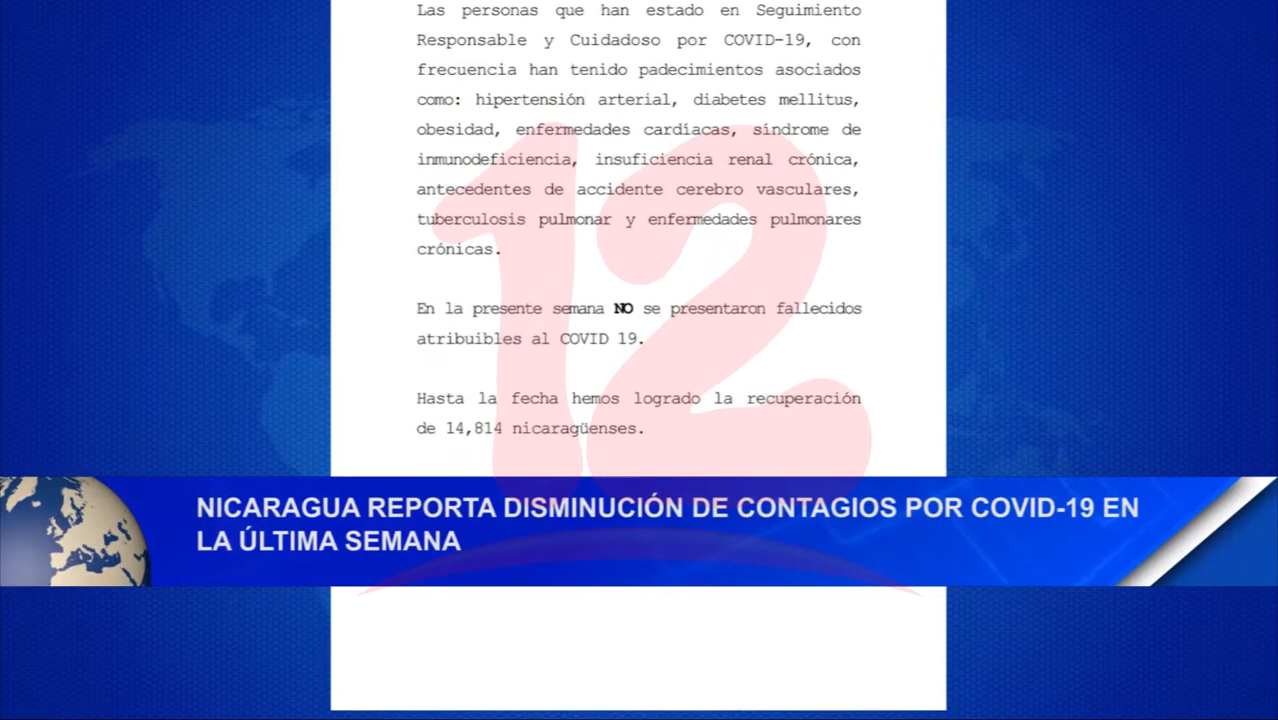 Las personas que han estado en Seguimiento
Responsable y Cuidadoso por COVID-19, con
frecuencia han tenido padecimientos asociados
como: hipertensión arterial, diabetes mellitus,
obesidad, enfermedades cardíacas, síndrome de
inmunodeficiencia, insuficiencia renal crónica,
antecedentes de accidente cerebro vasculares,
tuberculosis pulmonar y enfermedades pulmonares
crónicas.
En la presente semana NO se presentaron fallecidos
atribuibles al COVID 19.
Hasta la fecha hemos logrado la recuperación
de 14,814 nicaragüenses.
12
NICARAGUA REPORTA DISMINUCIÓN DE CONTAGIOS POR COVID-19 EN
LA ÚLTIMA SEMANA